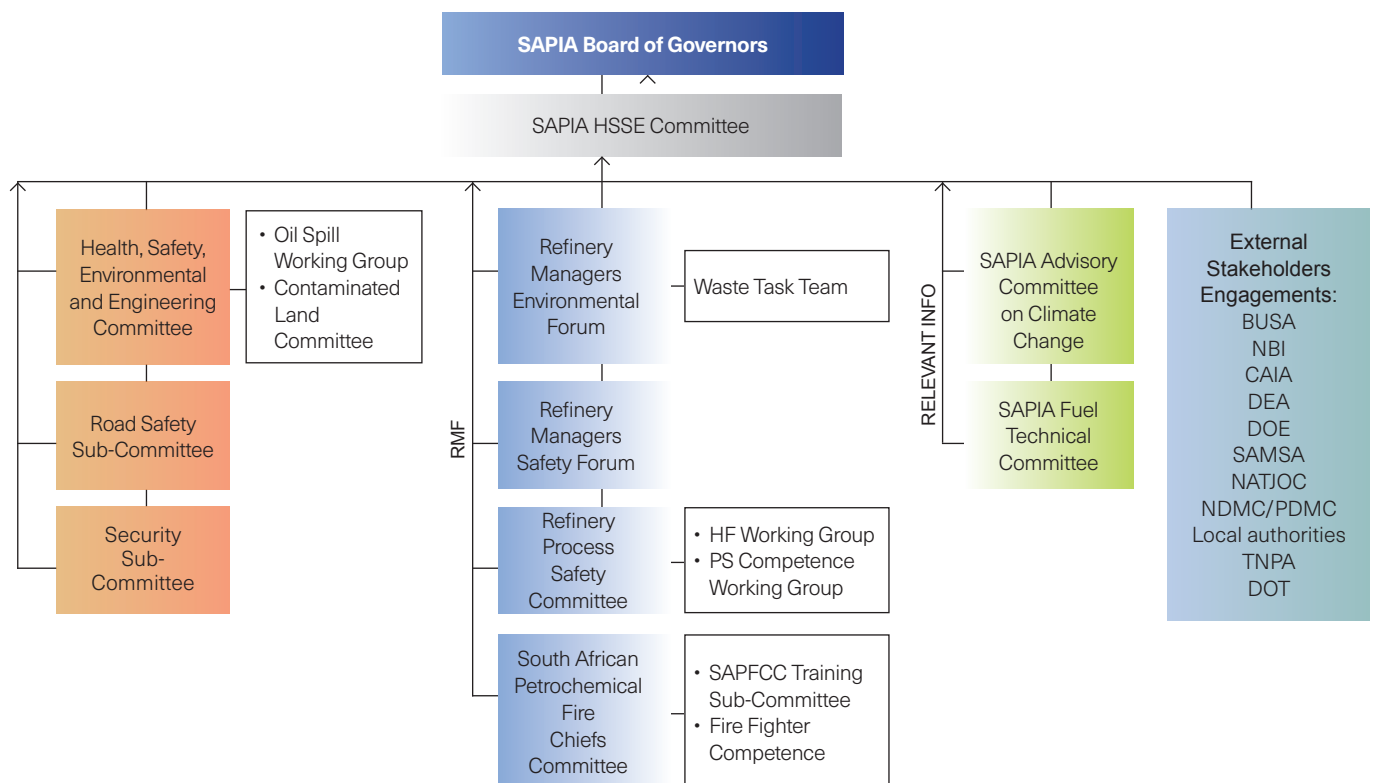 SAPIA Board of Governors
SAPIA HSSE Committee
Health, Safety,
Environmental
and Engineering
Committee
• Oil Spill
Working Group
• Contaminated
Land
Committee
Road Safety
Sub-Committee
Security
Sub-
Committee
RMF
Refinery
Managers
Environmental
Forum
Waste Task Team
Refinery
Managers
Safety Forum
Refinery
Process
Safety
Committee
• HF Working Group
• PS Competence
Working Group
South African
Petrochemical
Fire
Chiefs
Committee
• SAPFCC Training
Sub-Committee
• Fire Fighter
Competence
RELEVANT INFO
SAPIA Advisory
Committee
on Climate
Change
SAPIA Fuel
Technical
Committee
External
Stakeholders
Engagements:
BUSA
NBI
CAIA
DEA
DOE
SAMSA
NATJOC
NDMC/PDMC
Local authorities
TNPA
DOT